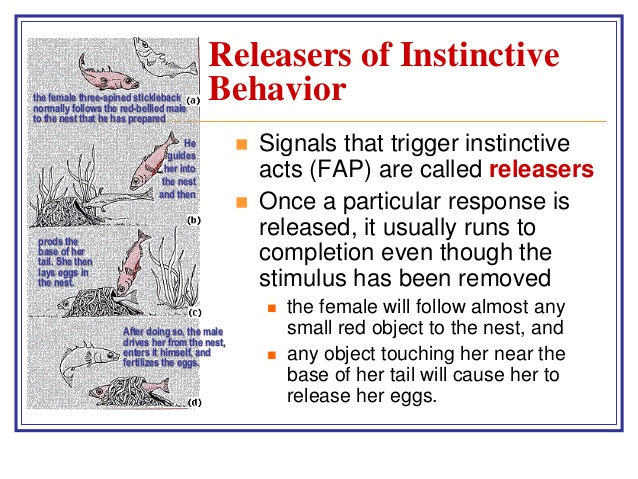 Releasers of Instinctive
Behavior
the female three-spined stickleback
normally follows the red-bellied male
to the nest that he has prepared
(a)
He
guides
her into
the nest
and then
(b)
prods the
base of her
tail. She then
lays eggs in
the nest.
(c)
After doing so, the male
drives her from the nest,
enters it himself, and
fertilizes the eggs.
(d)
Signals that trigger instinctive
acts (FAP) are called releasers
Once a particular response is
released, it usually runs to
completion even though the
stimulus has been removed
the female will follow almost any
small red object to the nest, and
any object touching her near the
base of her tail will cause her to
release her eggs.